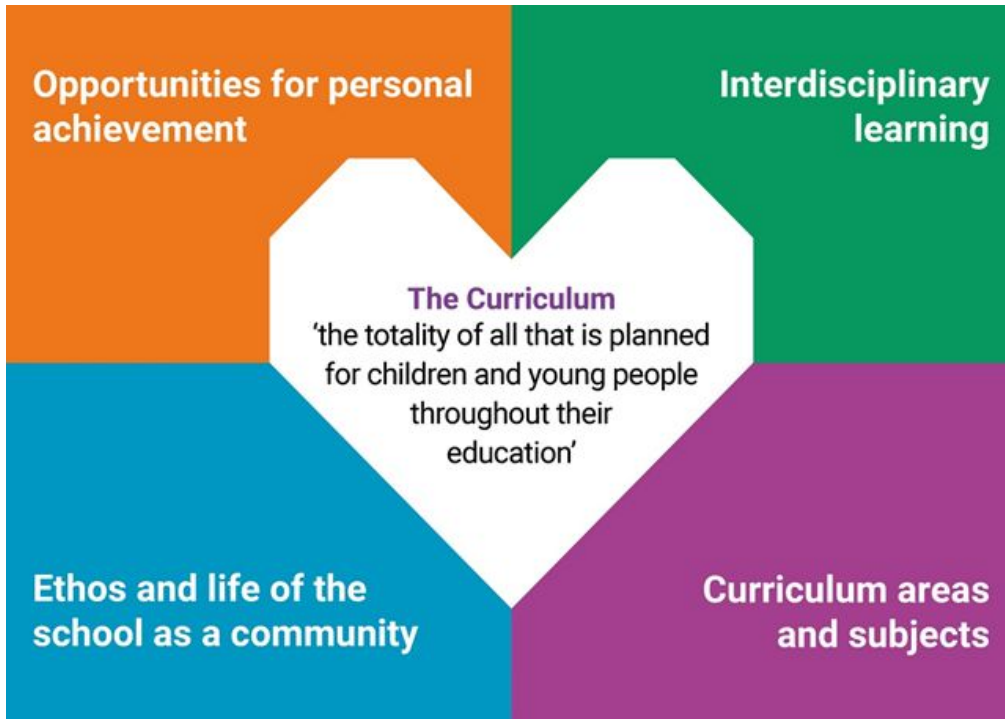 Opportunities for personal
achievement
Interdisciplinary
learning
The Curriculum
‘the totality of all that is planned
for children and young people
throughout their
education’
Ethos and life of the
school as a community
Curriculum areas
and subjects